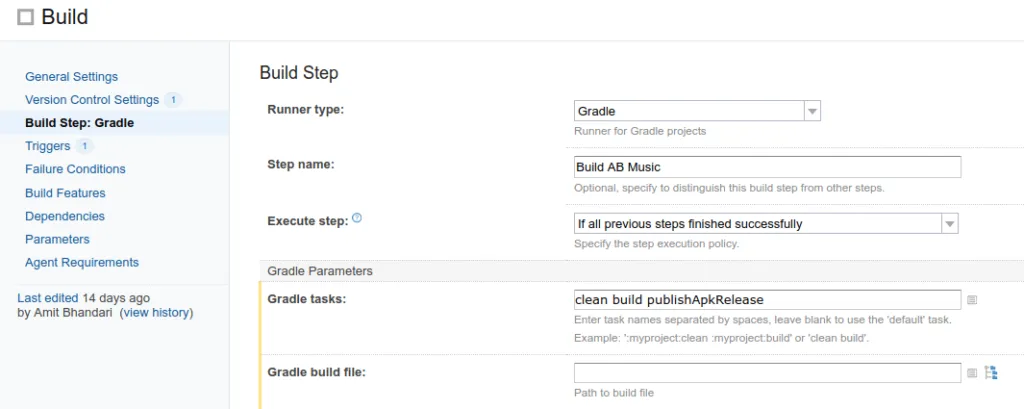 Build
General Settings
Version Control Settings 1
Build Step: Gradle
Triggers 1
Failure Conditions
Build Features
Dependencies
Parameters
Agent Requirements
Last edited 14 days ago
by Amit Bhandari (view history)
Build Step
Runner type:
Gradle
Runner for Gradle projects
Step name:
Build AB Music
Optional, specify to distinguish this build step from other steps.
Execute step: ?
If all previous steps finished successfully
Specify the step execution policy.
Gradle Parameters
Gradle tasks:
clean build publishApkRelease
Enter task names separated by spaces, leave blank to use the 'default' task.
Example: ':myproject:clean :myproject:build' or 'clean build'.
Gradle build file:
Path to build file